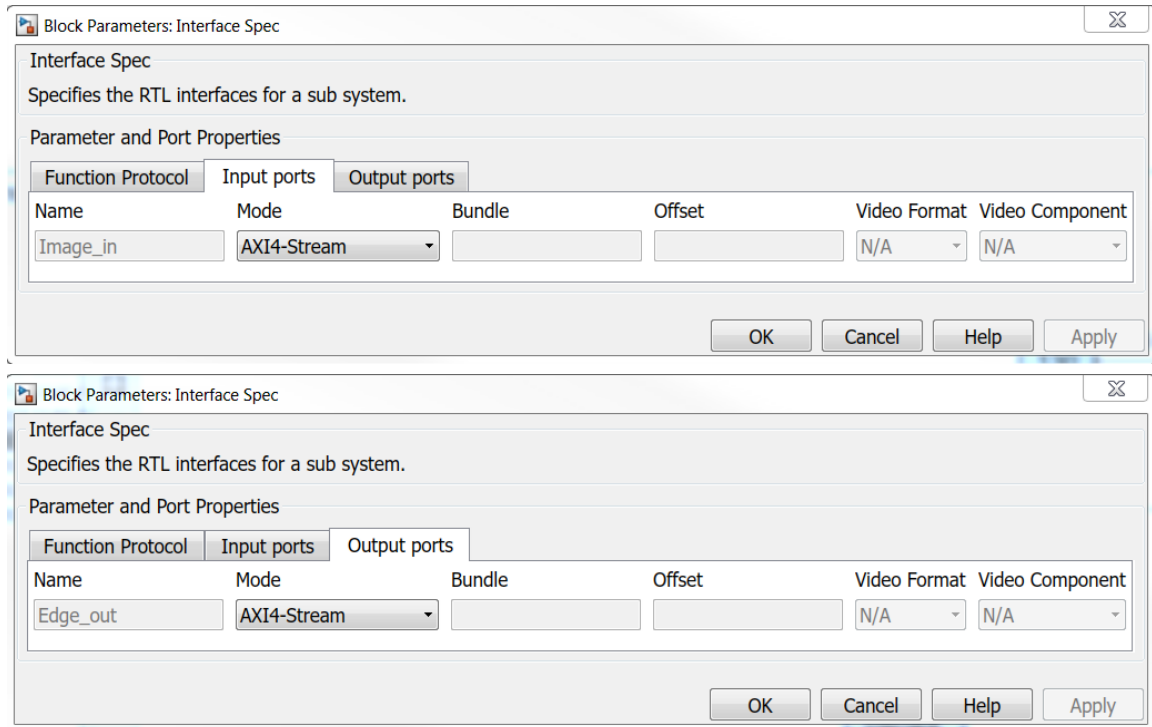 Block Parameters: Interface Spec
Interface Spec
Specifies the RTL interfaces for a sub system.
Parameter and Port Properties
Function Protocol Input ports Output ports
Name Mode Bundle Offset Video Format Video Component
Image_in AXI4-Stream N/A N/A
OK Cancel Help Apply
Block Parameters: Interface Spec
Interface Spec
Specifies the RTL interfaces for a sub system.
Parameter and Port Properties
Function Protocol Input ports Output ports
Name Mode Bundle Offset Video Format Video Component
Edge_out AXI4-Stream N/A N/A
OK Cancel Help Apply